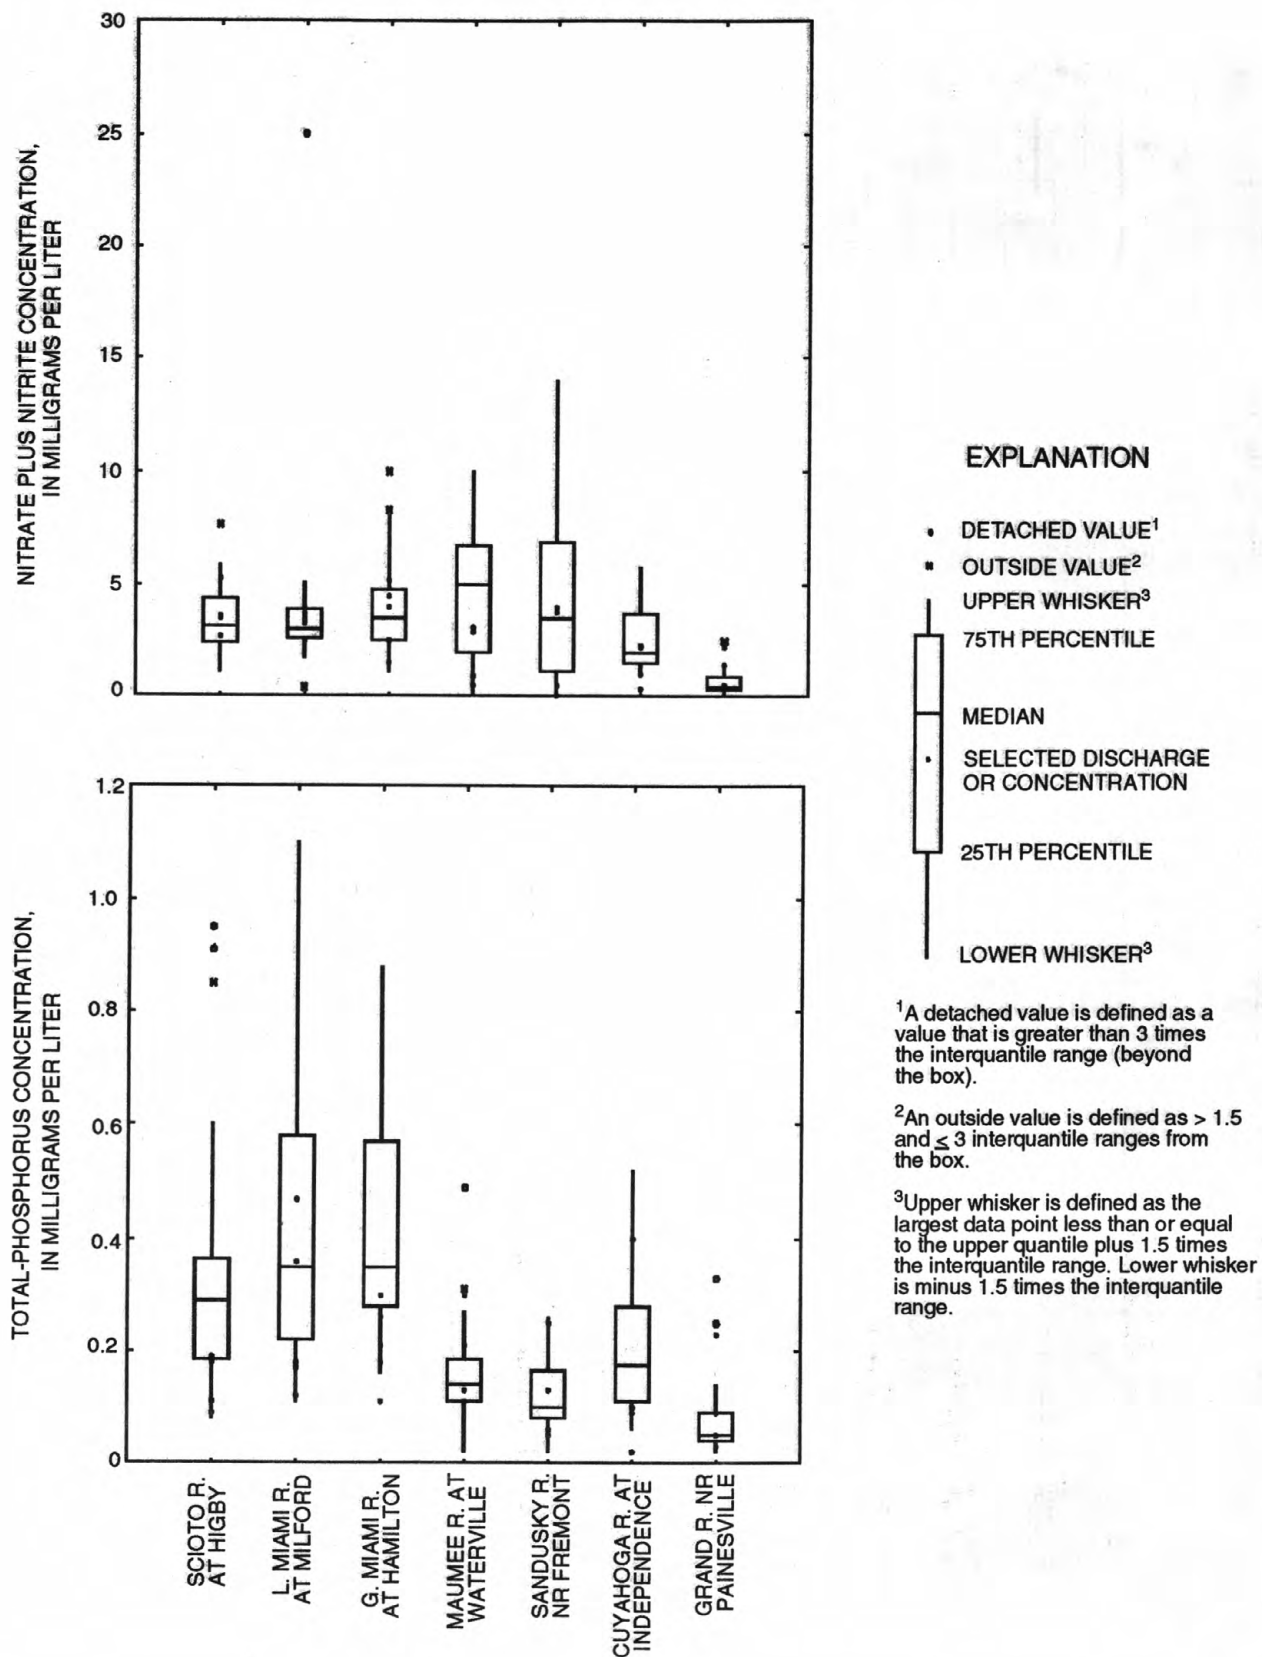 NITRATE PLUS NITRITE CONCENTRATION,
IN MILLIGRAMS PER LITER
30
25
20
15
10
5
0
TOTAL-PHOSPHORUS CONCENTRATION,
IN MILLIGRAMS PER LITER
1.2
1.0
0.8
0.6
0.4
0.2
0
SCIOTO R.
AT HIGBY
L. MIAMI R.
AT MILFORD
G. MIAMI R.
AT HAMILTON
MAUMEE R. AT
WATERVILLE
SANDUSKY R.
NR FREMONT
CUYAHOGA R. AT
INDEPENDENCE
GRAND R. NR
PAINESVILLE
EXPLANATION
DETACHED VALUE¹
OUTSIDE VALUE²
UPPER WHISKER³
75TH PERCENTILE
MEDIAN
SELECTED DISCHARGE
OR CONCENTRATION
25TH PERCENTILE
LOWER WHISKER³
¹A detached value is defined as a
value that is greater than 3 times
the interquantile range (beyond
the box).
²An outside value is defined as > 1.5
and ≤ 3 interquantile ranges from
the box.
³Upper whisker is defined as the
largest data point less than or equal
to the upper quantile plus 1.5 times
the interquantile range. Lower whisker
is minus 1.5 times the interquantile
range.